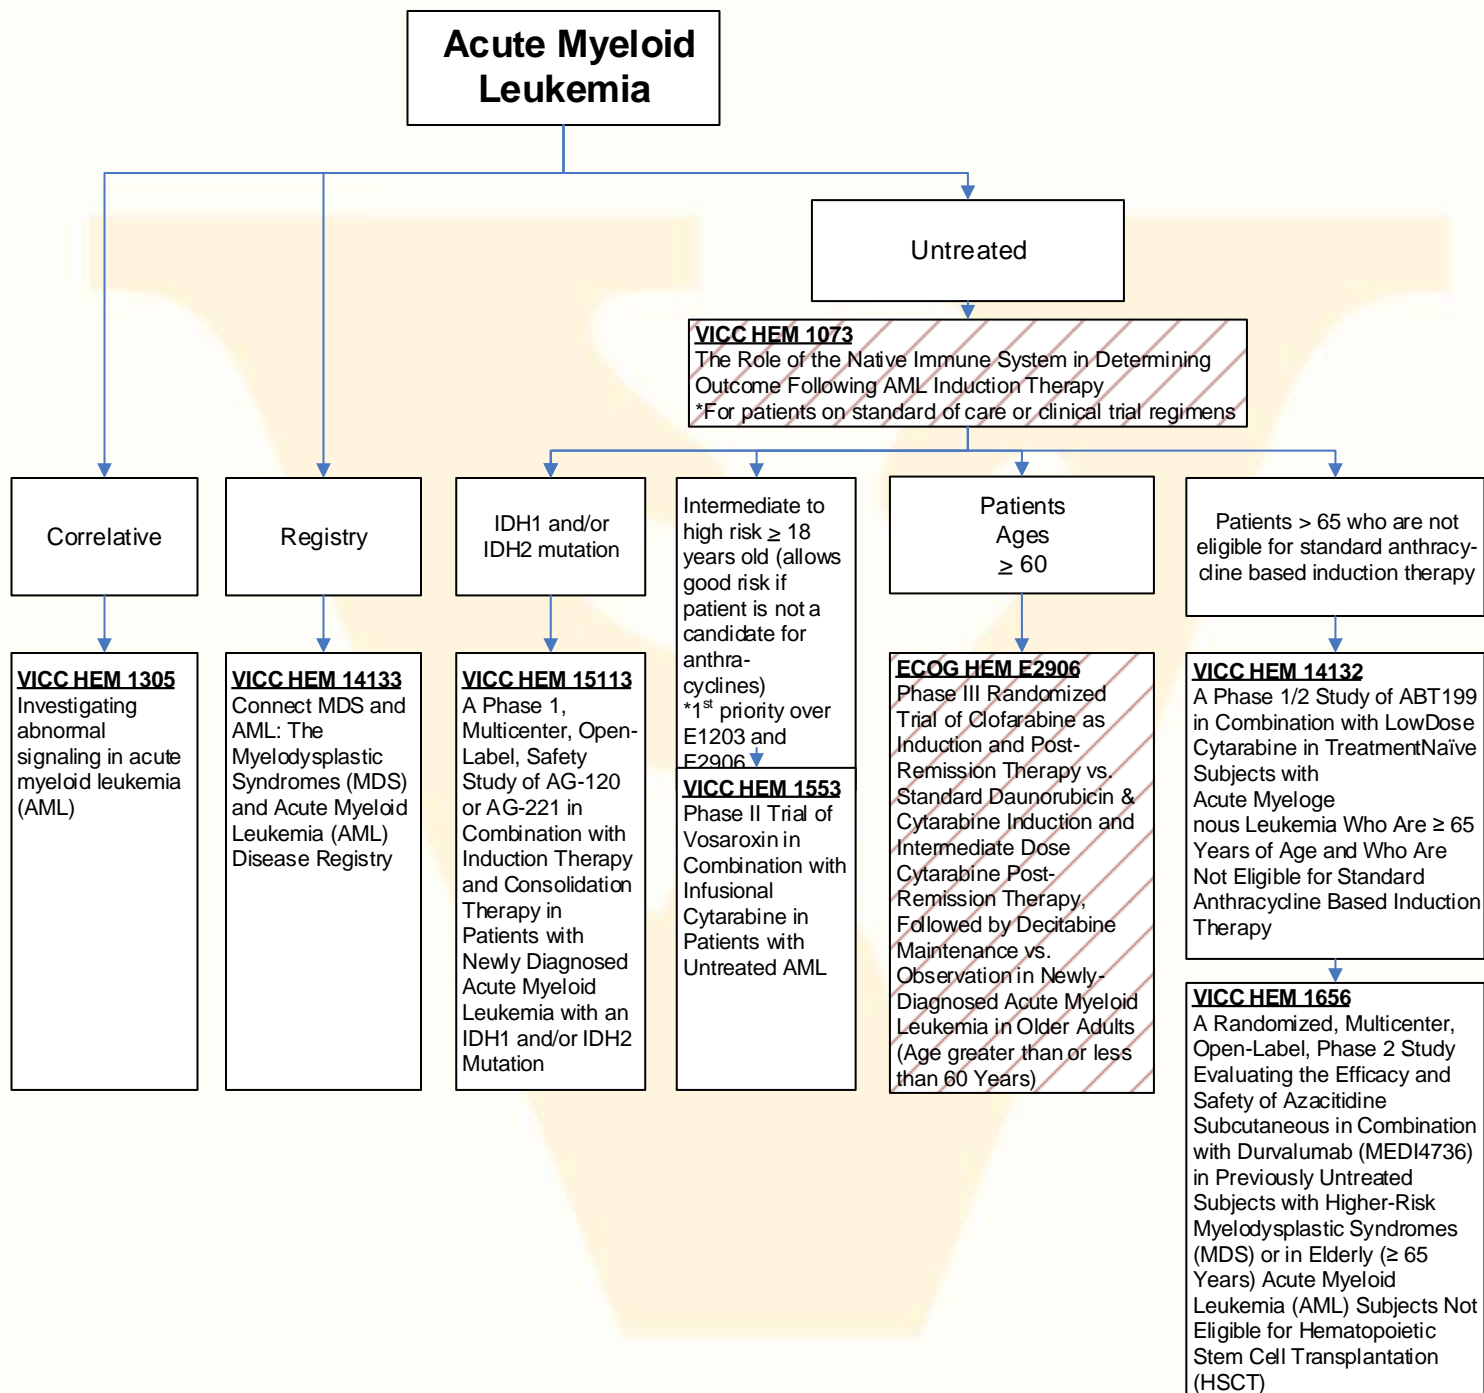 Acute Myeloid
Leukemia
Untreated
VICC HEM 1073
The Role of the Native Immune System in Determining
Outcome Following AML Induction Therapy
*For patients on standard of care or clinical trial regimens
Correlative
Registry
IDH1 and/or
IDH2 mutation
Intermediate to
high risk ≥ 18
years old (allows
good risk if
patient is not a
candidate for
anthra-
cyclines)
*1st priority over
E1203 and
E2906
Patients
Ages
≥ 60
Patients > 65 who are not
eligible for standard anthracy-
cline based induction therapy
VICC HEM 1305
Investigating
abnormal
signaling in acute
myeloid leukemia
(AML)
VICC HEM 14133
Connect MDS and
AML: The
Myelodysplastic
Syndromes (MDS)
and Acute Myeloid
Leukemia (AML)
Disease Registry
VICC HEM 15113
A Phase 1,
Multicenter, Open-
Label, Safety
Study of AG-120
or AG-221 in
Combination with
Induction Therapy
and Consolidation
Therapy in
Patients with
Newly Diagnosed
Acute Myeloid
Leukemia with an
IDH1 and/or IDH2
Mutation
VICC HEM 1553
Phase II Trial of
Vosaroxin in
Combination with
Infusional
Cytarabine in
Patients with
Untreated AML
ECOG HEM E2906
Phase III Randomized
Trial of Clofarabine as
Induction and Post-
Remission Therapy vs.
Standard Daunorubicin &
Cytarabine Induction and
Intermediate Dose
Cytarabine Post-
Remission Therapy,
Followed by Decitabine
Maintenance vs.
Observation in Newly-
Diagnosed Acute Myeloid
Leukemia in Older Adults
(Age greater than or less
than 60 Years)
VICC HEM 14132
A Phase 1/2 Study of ABT199
in Combination with LowDose
Cytarabine in TreatmentNaïve
Subjects with
Acute Myeloge
nous Leukemia Who Are ≥ 65
Years of Age and Who Are
Not Eligible for Standard
Anthracycline Based Induction
Therapy
VICC HEM 1656
A Randomized, Multicenter,
Open-Label, Phase 2 Study
Evaluating the Efficacy and
Safety of Azacitidine
Subcutaneous in Combination
with Durvalumab (MEDI4736)
in Previously Untreated
Subjects with Higher-Risk
Myelodysplastic Syndromes
(MDS) or in Elderly (≥ 65
Years) Acute Myeloid
Leukemia (AML) Subjects Not
Eligible for Hematopoietic
Stem Cell Transplantation
(HSCT)